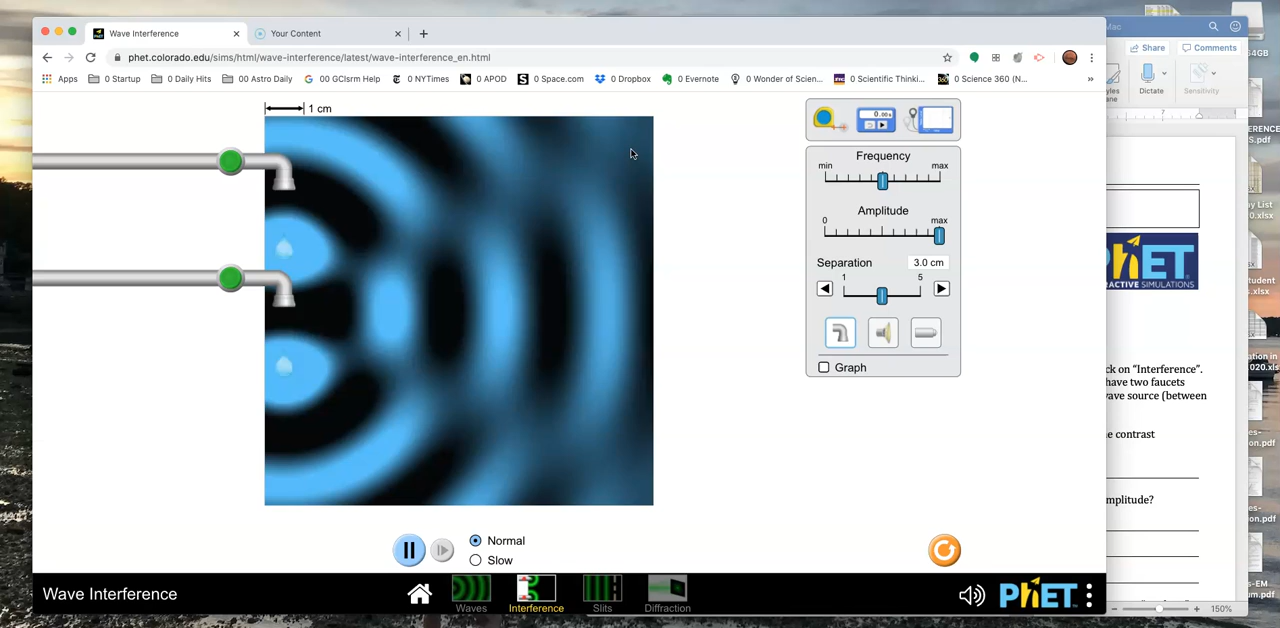 Wave Interference
Your Content
Mac
phet.colorado.edu/sims/html/wave-interference/latest/wave-interference_en.html
Share
Comments
Apps
0 Startup
0 Daily Hits
00 Astro Daily
00 GCIsrm Help
0 NYTimes
0 APOD
0 Space.com
0 Dropbox
0 Evernote
0 Wonder of Scien...
0 Scientific Thinki...
0 Science 360 (N...
»
Dictate
Sensitivity
1 cm
0.00s
Frequency
min
max
Amplitude
0
max
Separation
3.0 cm
1
5
Graph
Normal
Slow
Wave Interference
Waves
Interference
Slits
Diffraction
PhET
hET
ck on "Interference".
have two faucets
wave source (between
e contrast
mplitude?
150%